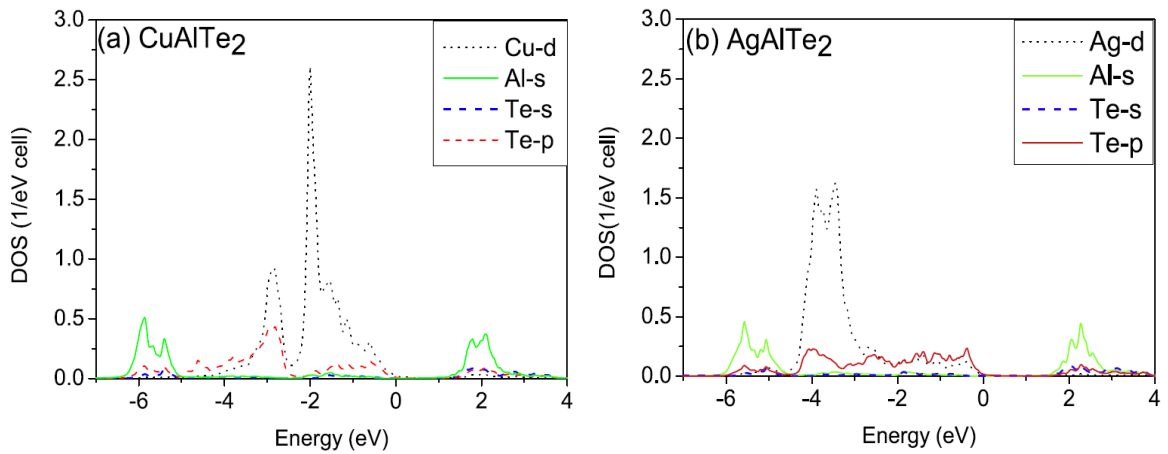 (a) CuAlTe2
Cu-d
Al-s
Te-s
Te-p
DOS (1/eV cell)
3.0
2.5
2.0
1.5
1.0
0.5
0.0
-6 -4 -2 0 2 4
Energy (eV)
(b) AgAlTe2
Ag-d
Al-s
Te-s
Te-p
DOS(1/eV cell)
3.0
2.5
2.0
1.5
1.0
0.5
0.0
-6 -4 -2 0 2 4
Energy (eV)